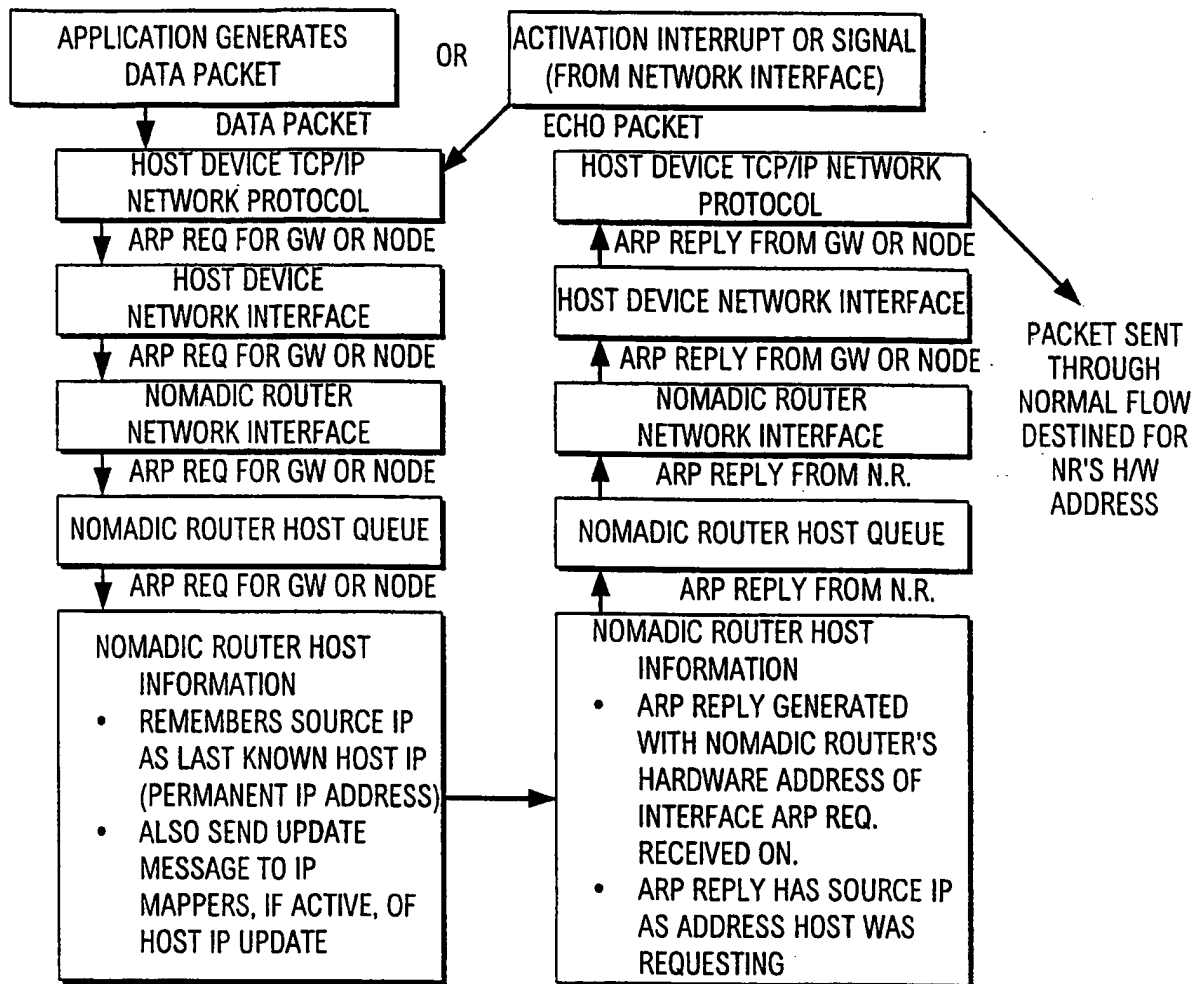 APPLICATION GENERATES
DATA PACKET
OR
ACTIVATION INTERRUPT OR SIGNAL
(FROM NETWORK INTERFACE)
DATA PACKET
HOST DEVICE TCP/IP
NETWORK PROTOCOL
ARP REQ FOR GW OR NODE
HOST DEVICE
NETWORK INTERFACE
ARP REQ FOR GW OR NODE
NOMADIC ROUTER
NETWORK INTERFACE
ARP REQ FOR GW OR NODE
NOMADIC ROUTER HOST QUEUE
ARP REQ FOR GW OR NODE
NOMADIC ROUTER HOST
INFORMATION
• REMEMBERS SOURCE IP
AS LAST KNOWN HOST IP
(PERMANENT IP ADDRESS)
• ALSO SEND UPDATE
MESSAGE TO IP
MAPPERS, IF ACTIVE, OF
HOST IP UPDATE
ECHO PACKET
HOST DEVICE TCP/IP NETWORK
PROTOCOL
ARP REPLY FROM GW OR NODE
HOST DEVICE NETWORK INTERFACE
ARP REPLY FROM GW OR NODE
NOMADIC ROUTER
NETWORK INTERFACE
ARP REPLY FROM N.R.
NOMADIC ROUTER HOST QUEUE
ARP REPLY FROM N.R.
NOMADIC ROUTER HOST
INFORMATION
• ARP REPLY GENERATED
WITH NOMADIC ROUTER'S
HARDWARE ADDRESS OF
INTERFACE ARP REQ.
RECEIVED ON.
• ARP REPLY HAS SOURCE IP
AS ADDRESS HOST WAS
REQUESTING
PACKET SENT
THROUGH
NORMAL FLOW
DESTINED FOR
NR'S H/W
ADDRESS